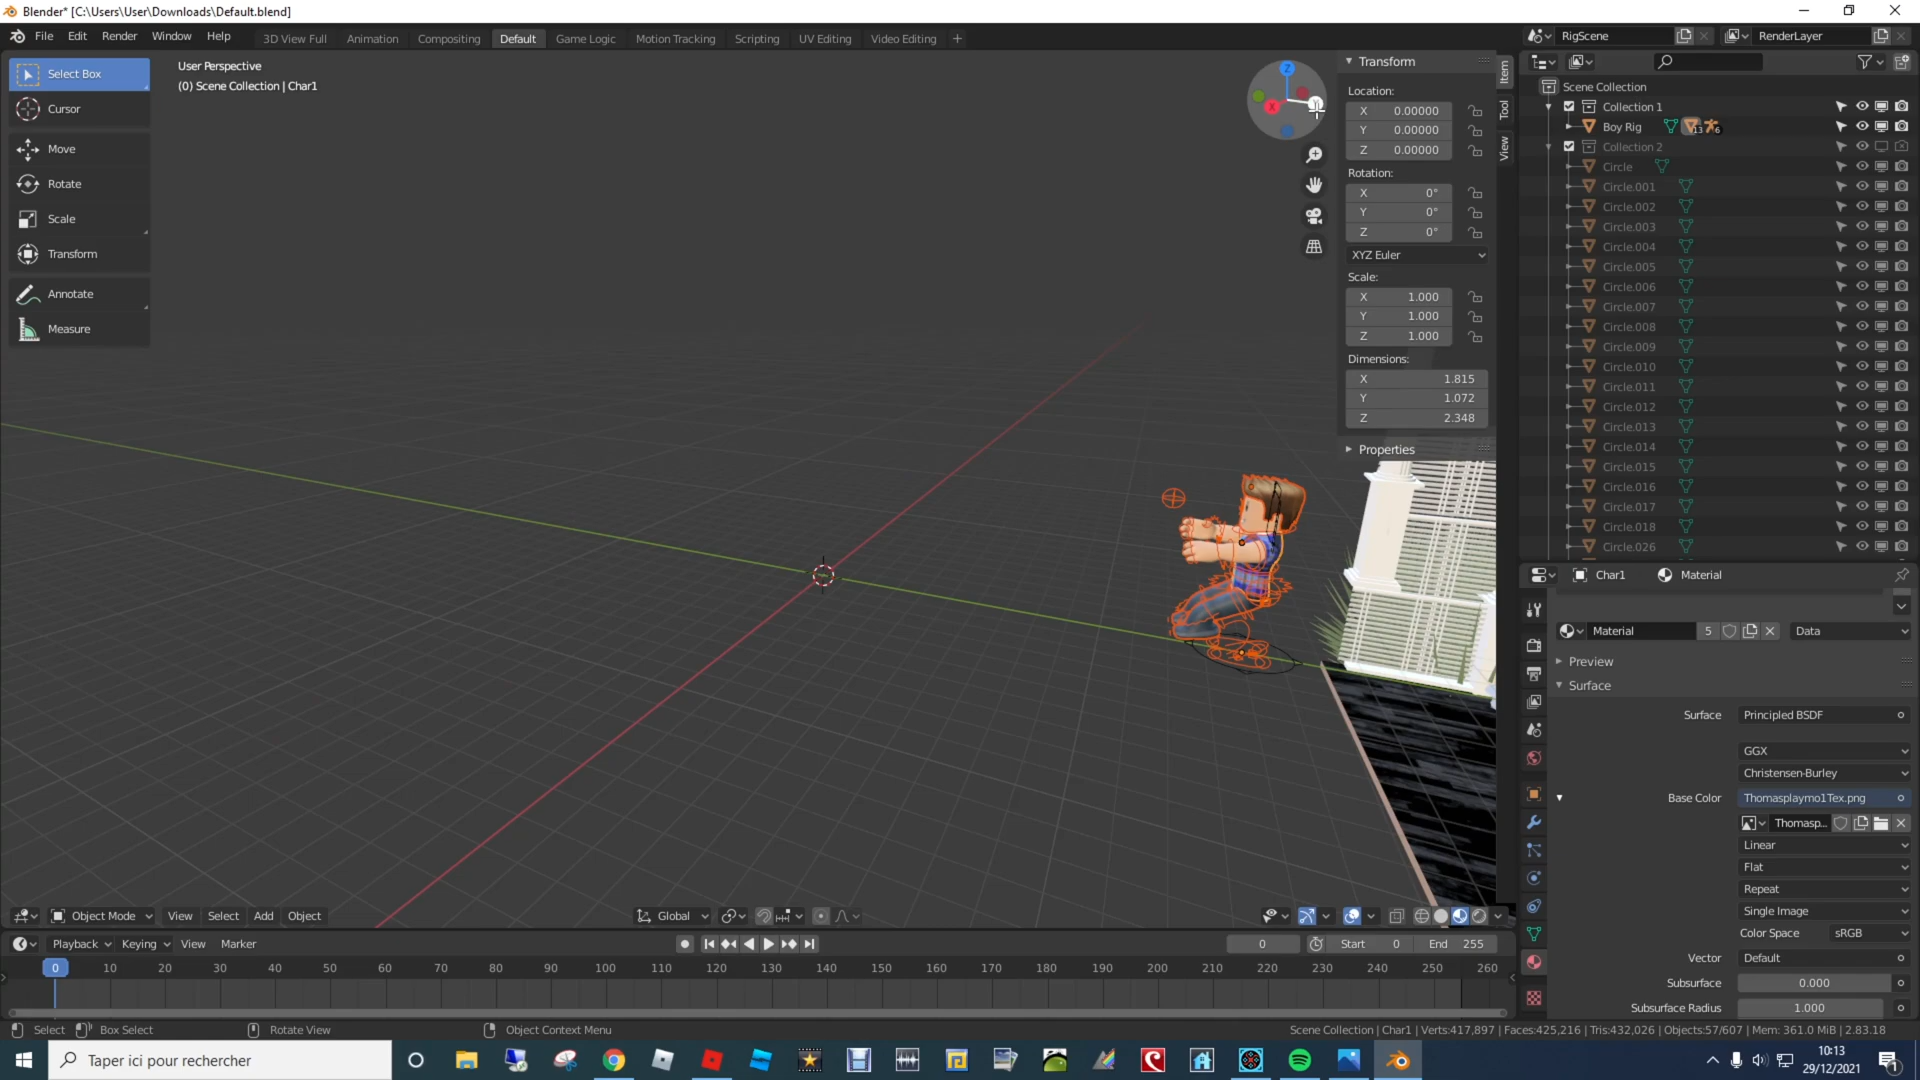 Blender* [C:\Users\User\Downloads\Default.blend]
File Edit Render Window Help
3D View Full Animation Compositing Default Game Logic Motion Tracking Scripting UV Editing Video Editing +
RigScene RenderLayer
Select Box
Cursor
Move
Rotate
Scale
Transform
Annotate
Measure
User Perspective
(0) Scene Collection | Char1
Z
X
Y
Transform
Location:
X 0.00000
Y 0.00000
Z 0.00000
Rotation:
X 0°
Y 0°
Z 0°
XYZ Euler
Scale:
X 1.000
Y 1.000
Z 1.000
Dimensions:
X 1.815
Y 1.072
Z 2.348
Properties
Item
Tool
View
Scene Collection
Collection 1
Boy Rig 13 6
Collection 2
Circle
Circle.001
Circle.002
Circle.003
Circle.004
Circle.005
Circle.006
Circle.007
Circle.008
Circle.009
Circle.010
Circle.011
Circle.012
Circle.013
Circle.014
Circle.015
Circle.016
Circle.017
Circle.018
Circle.026
Char1 Material
Material 5 Data
Preview
Surface
Surface Principled BSDF
GGX
Christensen-Burley
Base Color Thomasplaymo1Tex.png
Thomasp...
Linear
Flat
Repeat
Single Image
Color Space sRGB
Vector Default
Subsurface 0.000
Subsurface Radius 1.000
Object Mode View Select Add Object
Global
Playback Keying View Marker
0 Start 0 End 255
0 10 20 30 40 50 60 70 80 90 100 110 120 130 140 150 160 170 180 190 200 210 220 230 240 250 260
Select Box Select Rotate View Object Context Menu
Scene Collection | Char1 | Verts:417,897 | Faces:425,216 | Tris:432,026 | Objects:57/607 | Mem: 361.0 MiB | 2.83.18
Taper ici pour rechercher
10:13
29/12/2021
1